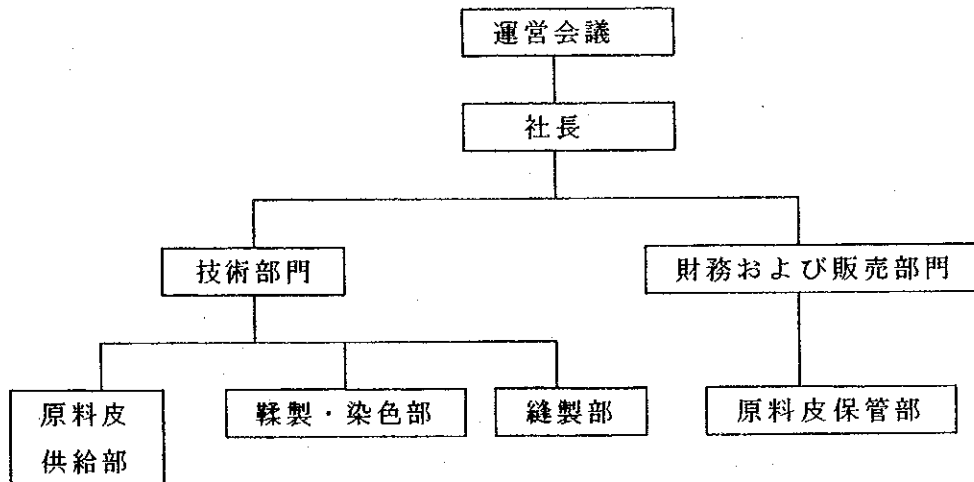 運営会議
社長
技術部門
財務および販売部門
原料皮
供給部
鞣製・染色部
縫製部
原料皮保管部